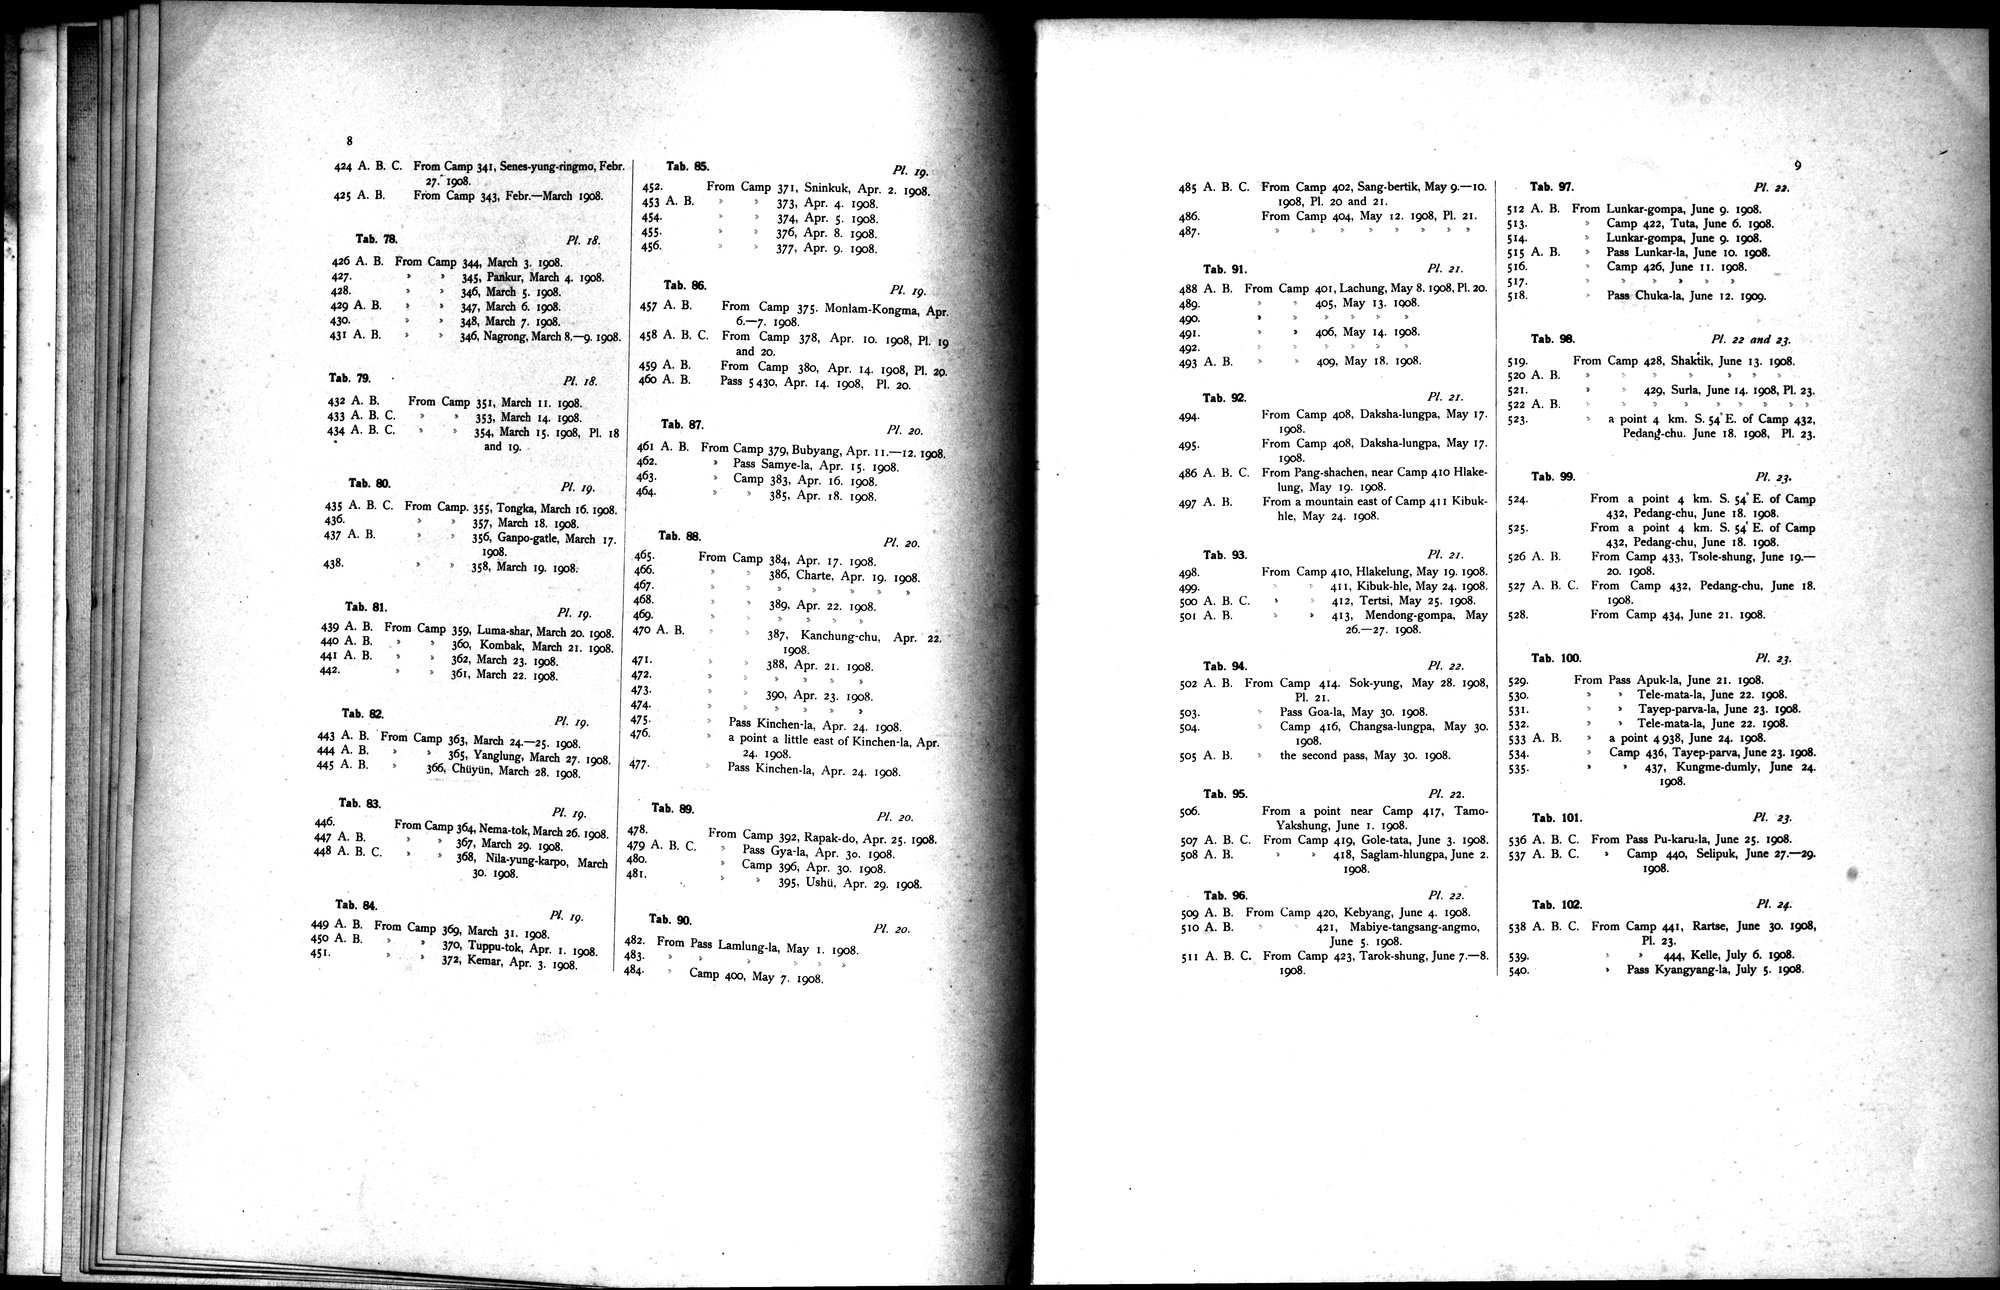 8
424 A. B. C. From Camp 341, Senes-yung-ringmo, Febr.
27. 1908.
425 A. B. From Camp 343, Febr.—March 1908.
Tab. 78. Pl. 18.
426 A. B. From Camp 344, March 3. 1908.
427. » » 345, Pankur, March 4. 1908.
428. » » 346, March 5. 1908.
429 A. B. » » 347, March 6. 1908.
430. » » 348, March 7. 1908.
431 A. B. » » 346, Nagrong, March 8.—9. 1908.
Tab. 79. Pl. 18.
432 A. B. From Camp 351, March 11. 1908.
433 A. B. C. » » 353, March 14. 1908.
434 A. B. C. » » 354, March 15. 1908, Pl. 18
and 19.
Tab. 80. Pl. 19.
435 A. B. C. From Camp. 355, Tongka, March 16. 1908.
436. » » 357, March 18. 1908.
437 A. B. » » 356, Ganpo-gatle, March 17.
1908.
438. » » 358, March 19. 1908.
Tab. 81. Pl. 19.
439 A. B. From Camp 359, Luma-shar, March 20. 1908.
440 A. B. » » 360, Kombak, March 21. 1908.
441 A. B. » » 362, March 23. 1908.
442. » » 361, March 22. 1908.
Tab. 82. Pl. 19.
443 A. B. From Camp 363, March 24.—25. 1908.
444 A. B. » » 365, Yanglung, March 27. 1908.
445 A. B. » 366, Chüyün, March 28. 1908.
Tab. 83. Pl. 19.
446. From Camp 364, Nema-tok, March 26. 1908.
447 A. B. » » 367, March 29. 1908.
448 A. B. C. » » 368, Nila-yung-karpo, March
30. 1908.
Tab. 84. Pl. 19.
449 A. B. From Camp 369, March 31. 1908.
450 A. B. » » 370, Tuppu-tok, Apr. 1. 1908.
451. » » 372, Kemar, Apr. 3. 1908.
Tab. 85. Pl. 19.
452. From Camp 371, Sninkuk, Apr. 2. 1908.
453 A. B. » » 373, Apr. 4. 1908.
454. » » 374, Apr. 5. 1908.
455. » » 376, Apr. 8. 1908.
456. » » 377, Apr. 9. 1908.
Tab. 86. Pl. 19.
457 A. B. From Camp 375. Monlam-Kongma, Apr.
6.—7. 1908.
458 A. B. C. From Camp 378, Apr. 10. 1908, Pl. 19
and 20.
459 A. B. From Camp 380, Apr. 14. 1908, Pl. 20.
460 A. B. Pass 5 430, Apr. 14. 1908, Pl. 20.
Tab. 87. Pl. 20.
461 A. B. From Camp 379, Bubyang, Apr. 11.—12. 1908.
462. » Pass Samye-la, Apr. 15. 1908.
463. » Camp 383, Apr. 16. 1908.
464. » » 385, Apr. 18. 1908.
Tab. 88. Pl. 20.
465. From Camp 384, Apr. 17. 1908.
466. » » 386, Charte, Apr. 19. 1908.
467. » » » » » » »
468. » » 389, Apr. 22. 1908.
469. » » » » » »
470 A. B. » » 387, Kanchung-chu, Apr. 22.
1908.
471. » » 388, Apr. 21. 1908.
472. » » » » » »
473. » » 390, Apr. 23. 1908.
474. » » » » » »
475. » Pass Kinchen-la, Apr. 24. 1908.
476. » a point a little east of Kinchen-la, Apr.
24. 1908.
477. » Pass Kinchen-la, Apr. 24. 1908.
Tab. 89. Pl. 20.
478. From Camp 392, Rapak-do, Apr. 25. 1908.
479 A. B. C. » Pass Gya-la, Apr. 30. 1908.
480. » Camp 396, Apr. 30. 1908.
481. » » 395, Ushü, Apr. 29. 1908.
Tab. 90. Pl. 20.
482. From Pass Lamlung-la, May 1. 1908.
483. » » » » » »
484. » Camp 400, May 7. 1908.
9
485 A. B. C. From Camp 402, Sang-bertik, May 9.—10.
1908, Pl. 20 and 21.
486. From Camp 404, May 12. 1908, Pl. 21.
487. » » » » » » » »
Tab. 91. Pl. 21.
488 A. B. From Camp 401, Lachung, May 8. 1908, Pl. 20.
489. » » 405, May 13. 1908.
490. » » » » » »
491. » » 406, May 14. 1908.
492. » » » » » »
493 A. B. » » 409, May 18. 1908.
Tab. 92. Pl. 21.
494. From Camp 408, Daksha-lungpa, May 17.
1908.
495. From Camp 408, Daksha-lungpa, May 17.
1908.
486 A. B. C. From Pang-shachen, near Camp 410 Hlake-
lung, May 19. 1908.
497 A. B. From a mountain east of Camp 411 Kibuk-
hle, May 24. 1908.
Tab. 93. Pl. 21.
498. From Camp 410, Hlakelung, May 19. 1908.
499. » » 411, Kibuk-hle, May 24. 1908.
500 A. B. C. » » 412, Tertsi, May 25. 1908.
501 A. B. » » 413, Mendong-gompa, May
26.—27. 1908.
Tab. 94. Pl. 22.
502 A. B. From Camp 414. Sok-yung, May 28. 1908,
Pl. 21.
503. » Pass Goa-la, May 30. 1908.
504. » Camp 416, Changsa-lungpa, May 30.
1908.
505 A. B. » the second pass, May 30. 1908.
Tab. 95. Pl. 22.
506. From a point near Camp 417, Tamo-
Yakshung, June 1. 1908.
507 A. B. C. From Camp 419, Gole-tata, June 3. 1908.
508 A. B. » » 418, Saglam-hlungpa, June 2.
1908.
Tab. 96. Pl. 22.
509 A. B. From Camp 420, Kebyang, June 4. 1908.
510 A. B. » » 421, Mabiye-tangsang-angmo,
June 5. 1908.
511 A. B. C. From Camp 423, Tarok-shung, June 7.—8.
1908.
Tab. 97. Pl. 22.
512 A. B. From Lunkar-gompa, June 9. 1908.
513. » Camp 422, Tuta, June 6. 1908.
514. » Lunkar-gompa, June 9. 1908.
515 A. B. » Pass Lunkar-la, June 10. 1908.
516. » Camp 426, June 11. 1908.
517. » » » » » »
518. » Pass Chuka-la, June 12. 1909.
Tab. 98. Pl. 22 and 23.
519. From Camp 428, Shaktik, June 13. 1908.
520 A. B. » » » » » » »
521. » » 429, Surla, June 14. 1908, Pl. 23.
522 A. B. » » » » » » » » »
523. » a point 4 km. S. 54° E. of Camp 432,
Pedang-chu. June 18. 1908, Pl. 23.
Tab. 99. Pl. 23.
524. From a point 4 km. S. 54° E. of Camp
432, Pedang-chu, June 18. 1908.
525. From a point 4 km. S. 54° E. of Camp
432, Pedang-chu, June 18. 1908.
526 A. B. From Camp 433, Tsole-shung, June 19.—
20. 1908.
527 A. B. C. From Camp 432, Pedang-chu, June 18.
1908.
528. From Camp 434, June 21. 1908.
Tab. 100. Pl. 23.
529. From Pass Apuk-la, June 21. 1908.
530. » » Tele-mata-la, June 22. 1908.
531. » » Tayep-parva-la, June 23. 1908.
532. » » Tele-mata-la, June 22. 1908.
533 A. B. » a point 4 938, June 24. 1908.
534. » Camp 436, Tayep-parva, June 23. 1908.
535. » » 437, Kungme-dumly, June 24.
1908.
Tab. 101. Pl. 23.
536 A. B. C. From Pass Pu-karu-la, June 25. 1908.
537 A. B. C. » Camp 440, Selipuk, June 27.—29.
1908.
Tab. 102. Pl. 24.
538 A. B. C. From Camp 441, Rartse, June 30. 1908,
Pl. 23.
539. » » 444, Kelle, July 6. 1908.
540. » Pass Kyangyang-la, July 5. 1908.